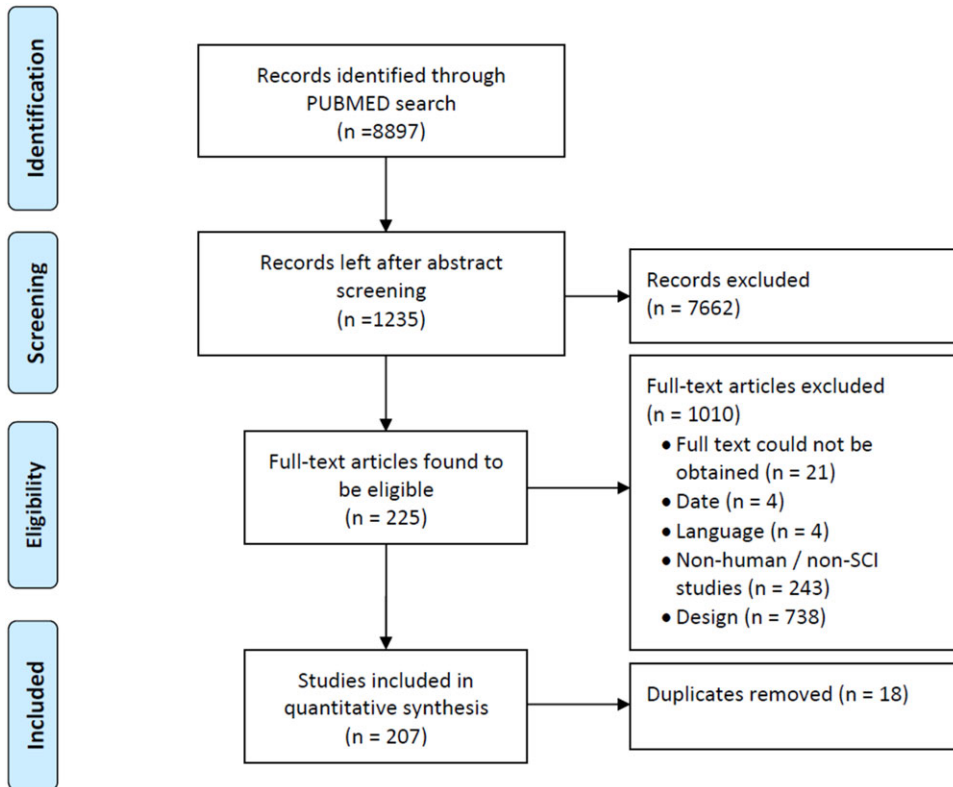 Identification
Records identified through
PUBMED search
(n =8897)
Screening
Records left after abstract
screening
(n =1235)
Records excluded
(n = 7662)
Eligibility
Full-text articles found to
be eligible
(n = 225)
Full-text articles excluded
(n = 1010)
• Full text could not be
obtained (n = 21)
• Date (n = 4)
• Language (n = 4)
• Non-human / non-SCI
studies (n = 243)
• Design (n = 738)
Included
Studies included in
quantitative synthesis
(n = 207)
Duplicates removed (n = 18)